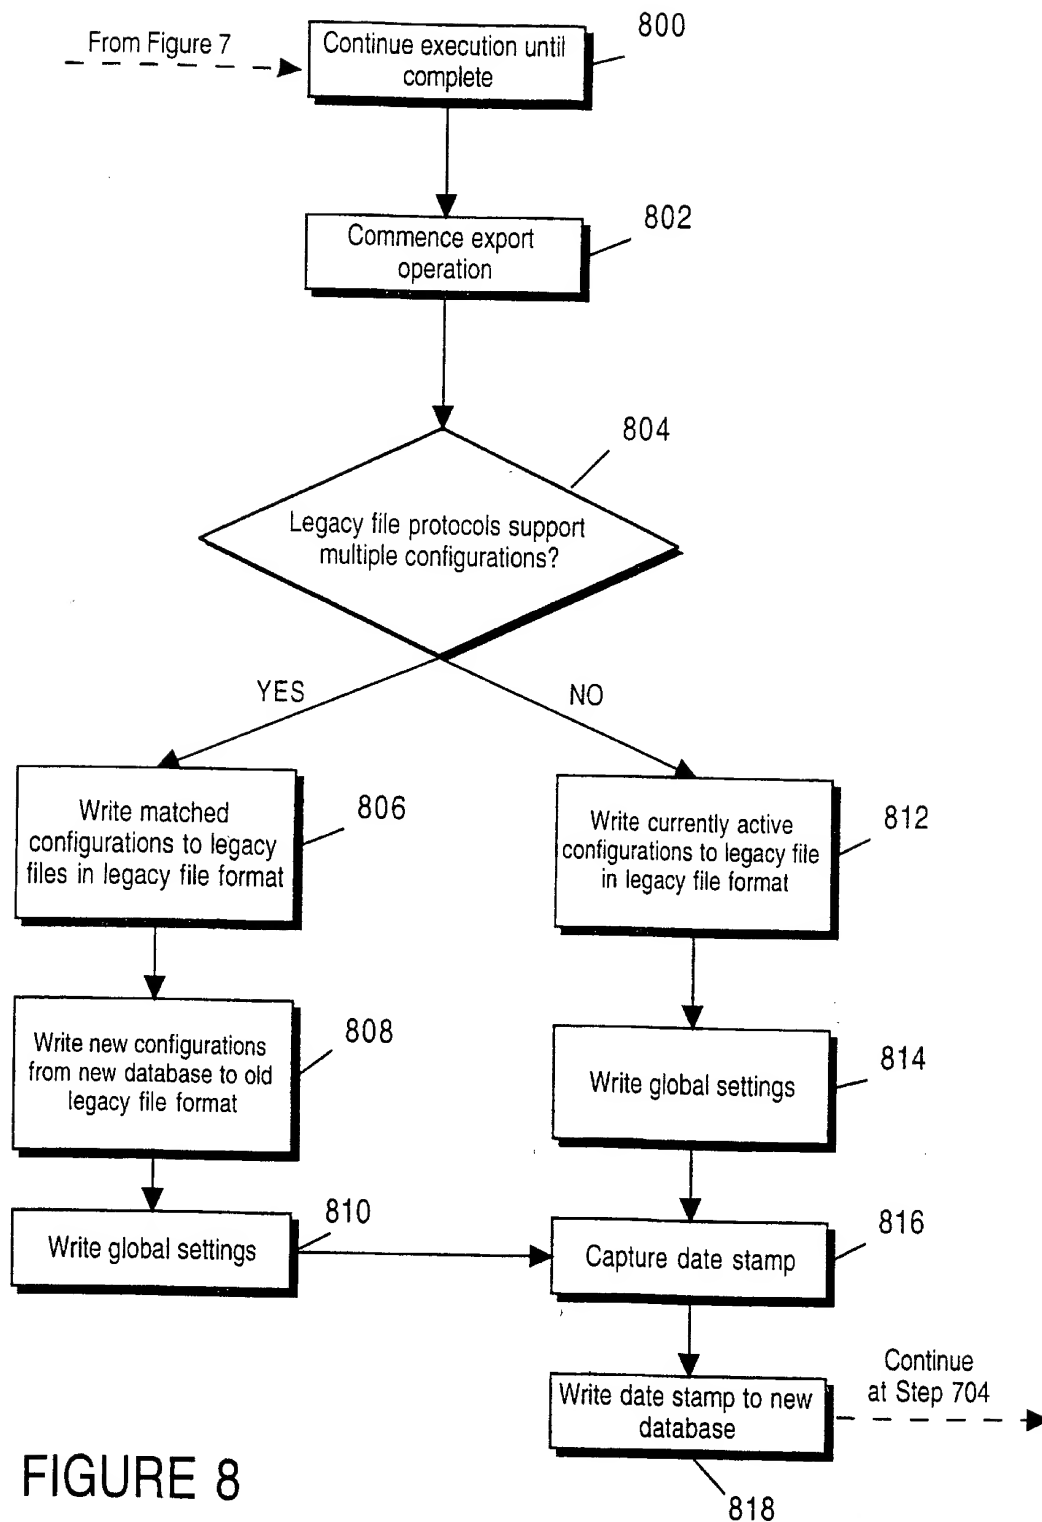 From Figure 7
Continue execution until
complete
800
Commence export
operation
802
804
Legacy file protocols support
multiple configurations?
YES
NO
Write matched
configurations to legacy
files in legacy file format
806
Write currently active
configurations to legacy file
in legacy file format
812
Write new configurations
from new database to old
legacy file format
808
Write global settings
814
Write global settings
810
Capture date stamp
816
Write date stamp to new
database
818
Continue
at Step 704
FIGURE 8